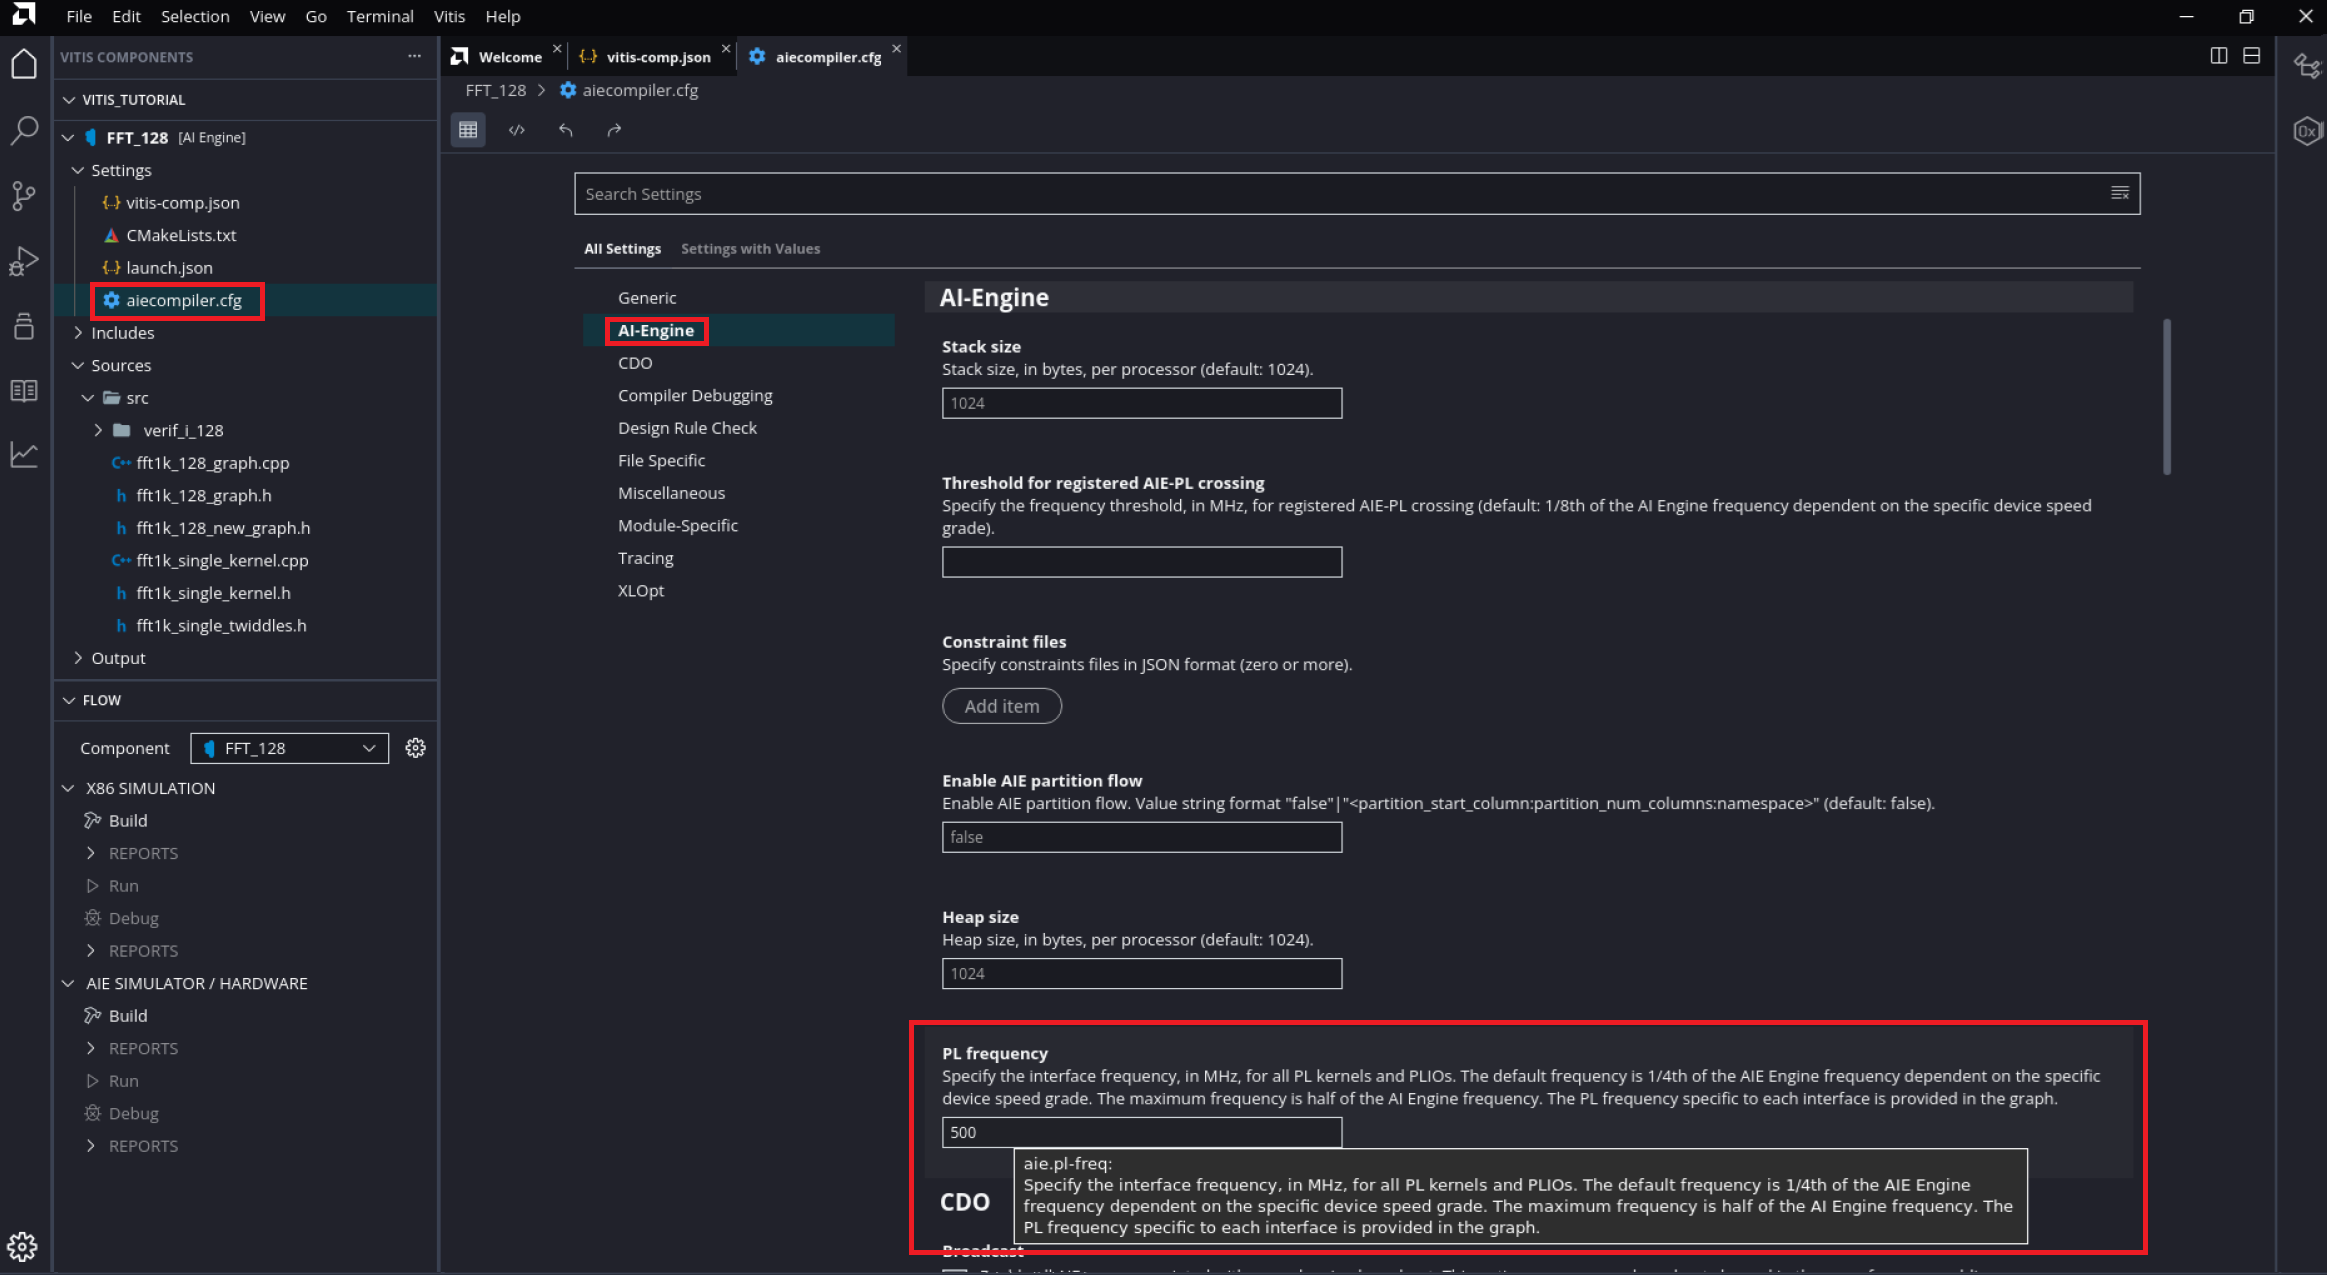 File Edit Selection View Go Terminal Vitis Help
VITIS COMPONENTS ...
VITIS_TUTORIAL
FFT_128 [AI Engine]
Settings
{..} vitis-comp.json
CMakeLists.txt
{..} launch.json
aiecompiler.cfg
Includes
Sources
src
verif_i_128
C++ fft1k_128_graph.cpp
h fft1k_128_graph.h
h fft1k_128_new_graph.h
C++ fft1k_single_kernel.cpp
h fft1k_single_kernel.h
h fft1k_single_twiddles.h
Output
FLOW
Component FFT_128
X86 SIMULATION
Build
REPORTS
Run
Debug
REPORTS
AIE SIMULATOR / HARDWARE
Build
REPORTS
Run
Debug
REPORTS
Welcome {..} vitis-comp.json aiecompiler.cfg
FFT_128 > aiecompiler.cfg
Search Settings
All Settings Settings with Values
Generic
AI-Engine
CDO
Compiler Debugging
Design Rule Check
File Specific
Miscellaneous
Module-Specific
Tracing
XLOpt
AI-Engine
Stack size
Stack size, in bytes, per processor (default: 1024).
1024
Threshold for registered AIE-PL crossing
Specify the frequency threshold, in MHz, for registered AIE-PL crossing (default: 1/8th of the AI Engine frequency dependent on the specific device speed
grade).
Constraint files
Specify constraints files in JSON format (zero or more).
Add item
Enable AIE partition flow
Enable AIE partition flow. Value string format "false"|"<partition_start_column:partition_num_columns:namespace>" (default: false).
false
Heap size
Heap size, in bytes, per processor (default: 1024).
1024
PL frequency
Specify the interface frequency, in MHz, for all PL kernels and PLIOs. The default frequency is 1/4th of the AIE Engine frequency dependent on the specific
device speed grade. The maximum frequency is half of the AI Engine frequency. The PL frequency specific to each interface is provided in the graph.
500
aie.pl-freq:
Specify the interface frequency, in MHz, for all PL kernels and PLIOs. The default frequency is 1/4th of the AIE Engine
frequency dependent on the specific device speed grade. The maximum frequency is half of the AI Engine frequency. The
PL frequency specific to each interface is provided in the graph.
CDO
Broadcast
0x